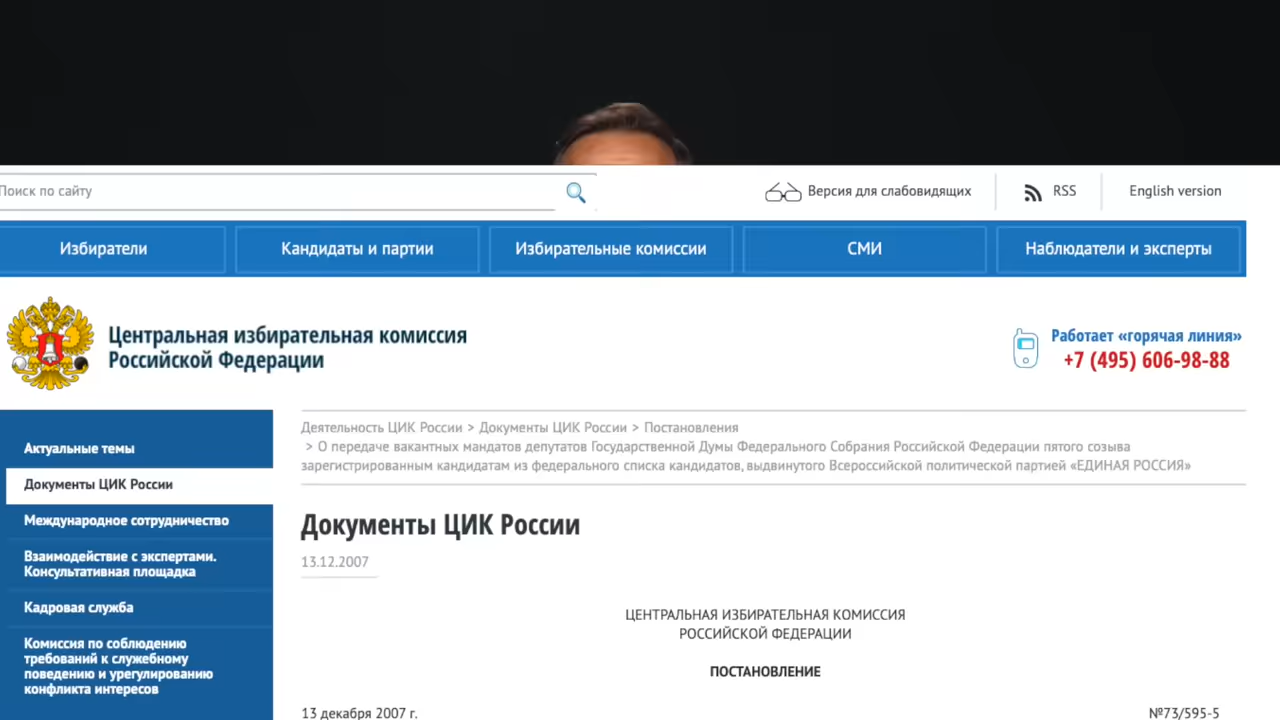 Поиск по сайту
Версия для слабовидящих
RSS
English version
Избиратели
Кандидаты и партии
Избирательные комиссии
СМИ
Наблюдатели и эксперты
Центральная избирательная комиссия
Российской Федерации
Работает «горячая линия»
+7 (495) 606-98-88
Актуальные темы
Документы ЦИК России
Международное сотрудничество
Взаимодействие с экспертами.
Консультативная площадка
Кадровая служба
Комиссия по соблюдению
требований к служебному
поведению и урегулированию
конфликта интересов
Деятельность ЦИК России > Документы ЦИК России > Постановления
> О передаче вакантных мандатов депутатов Государственной Думы Федерального Собрания Российской Федерации пятого созыва
зарегистрированным кандидатам из федерального списка кандидатов, выдвинутого Всероссийской политической партией «ЕДИНАЯ РОССИЯ»
Документы ЦИК России
13.12.2007
ЦЕНТРАЛЬНАЯ ИЗБИРАТЕЛЬНАЯ КОМИССИЯ
РОССИЙСКОЙ ФЕДЕРАЦИИ
ПОСТАНОВЛЕНИЕ
13 декабря 2007 г.
№73/595-5